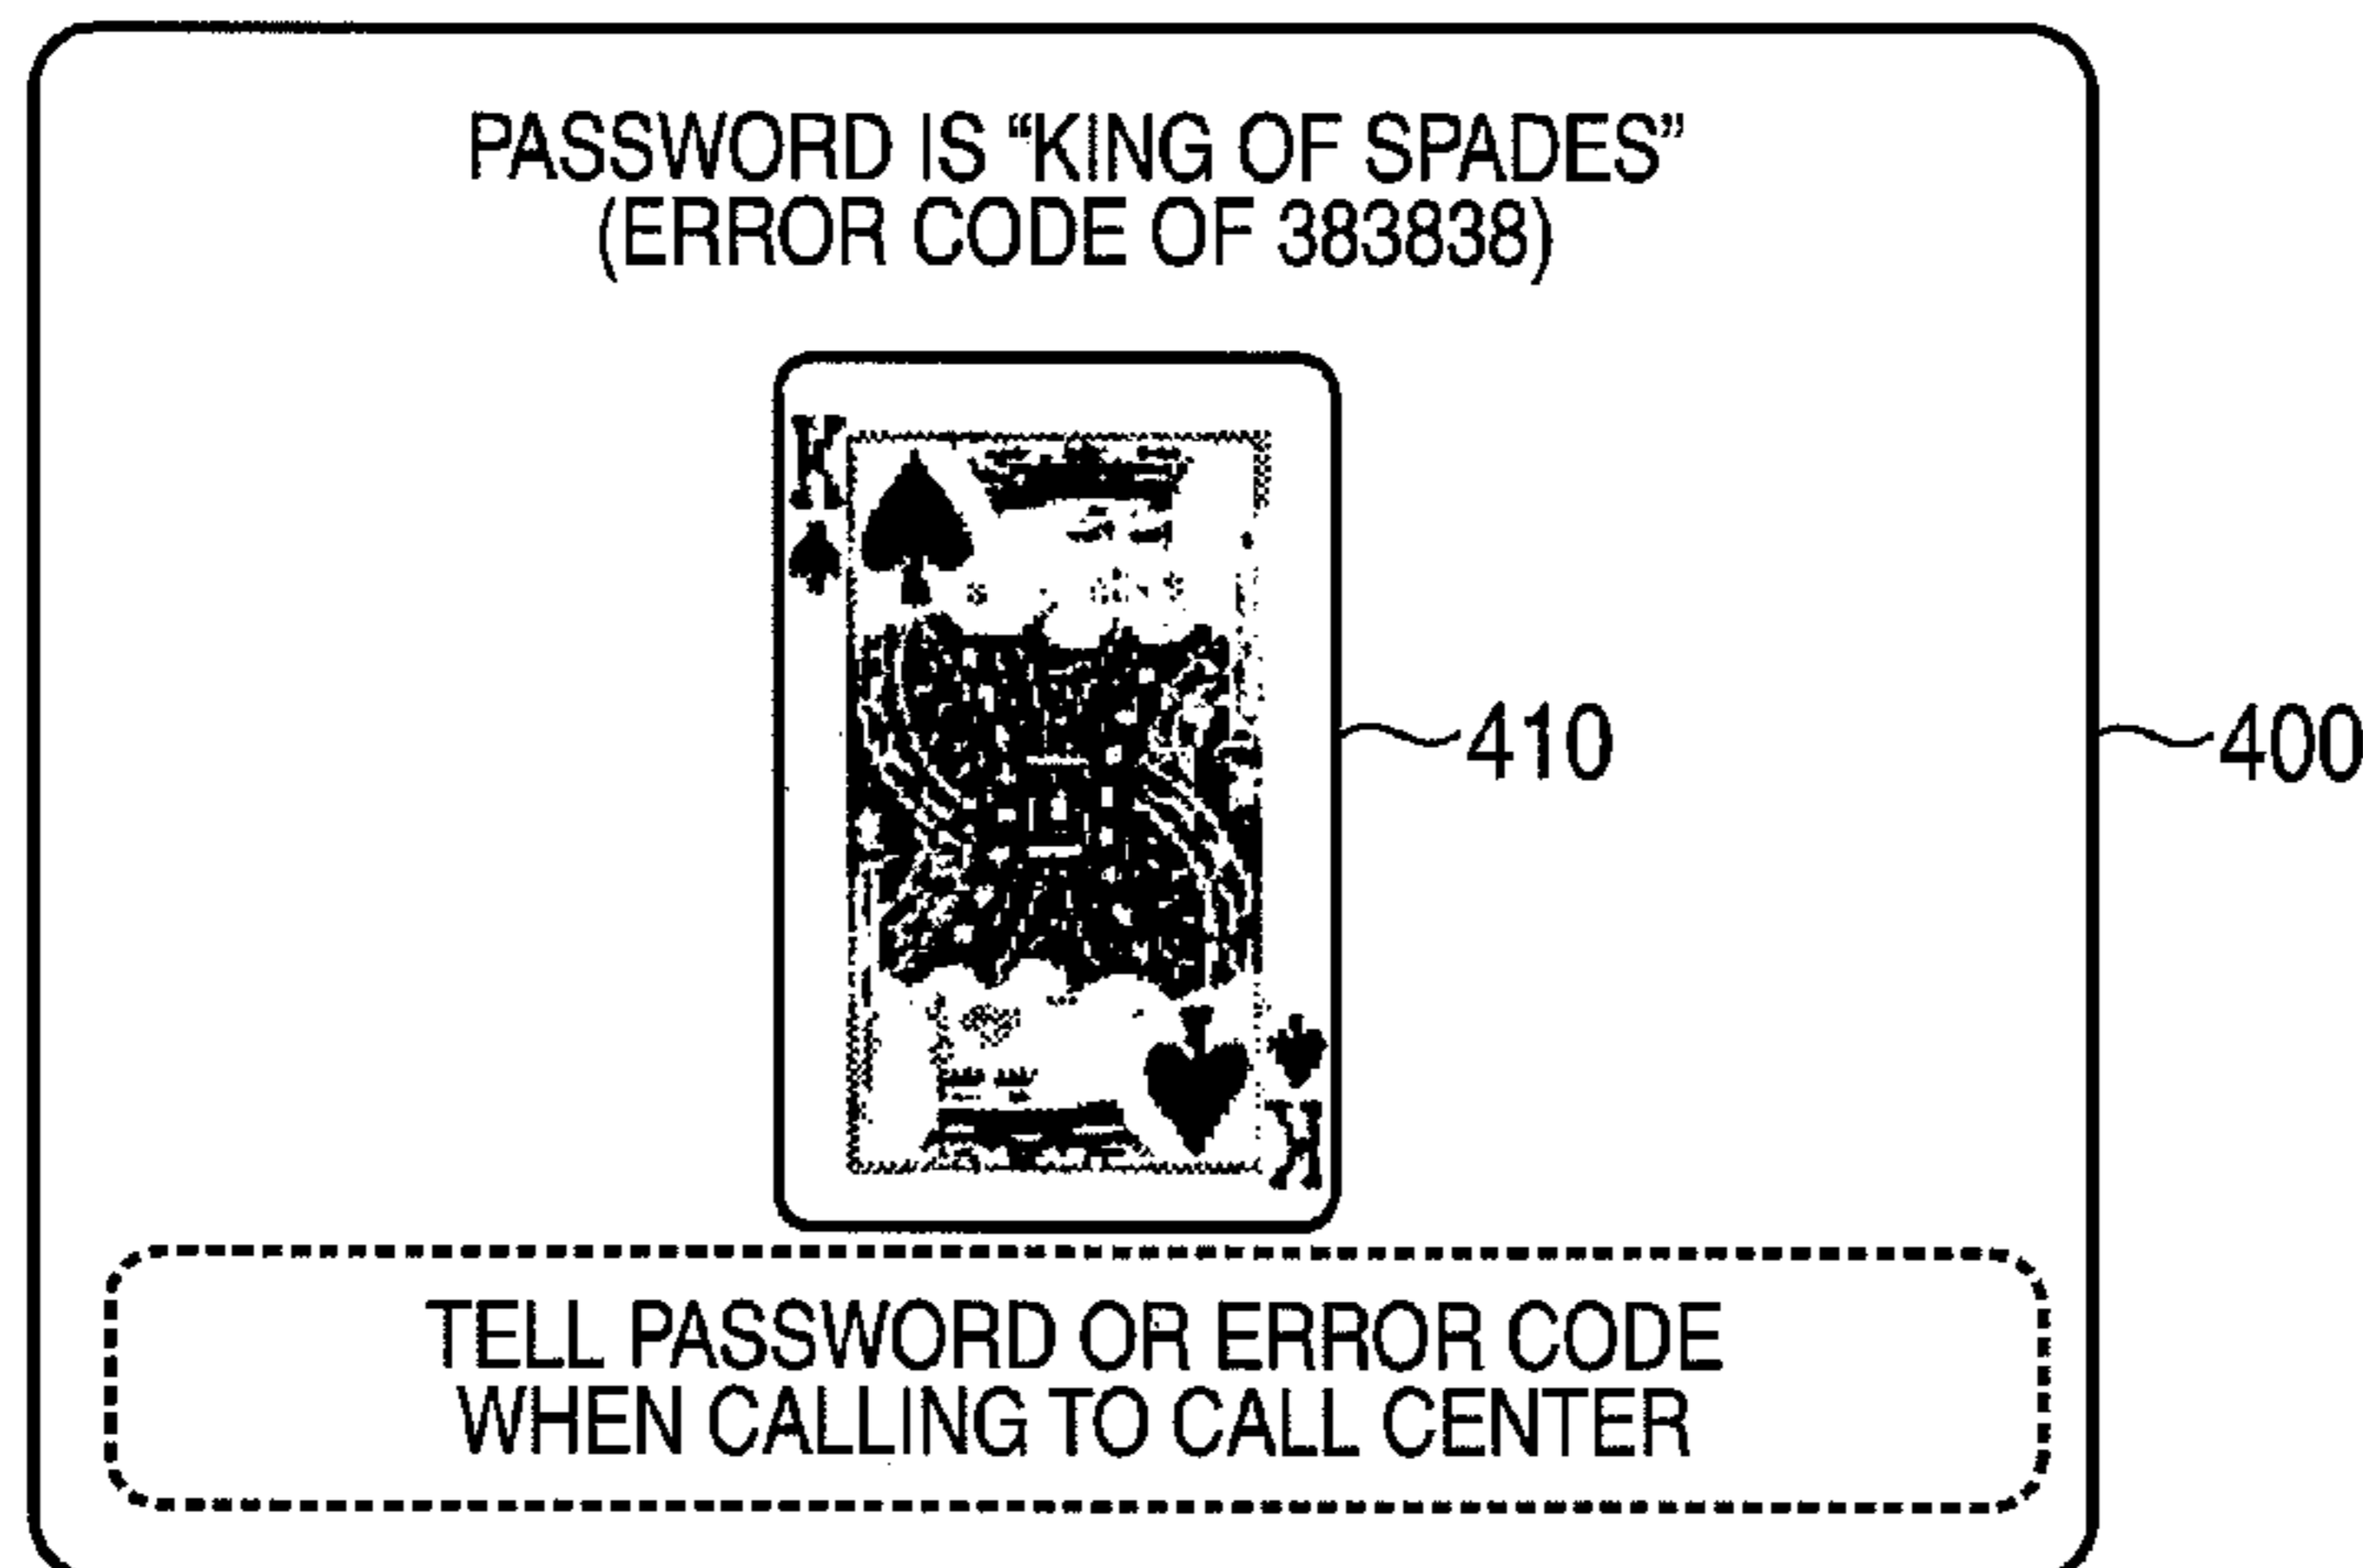 PASSWORD IS “KING OF SPADES”
(ERROR CODE OF 383838)
K
410
400
K
TELL PASSWORD OR ERROR CODE
WHEN CALLING TO CALL CENTER